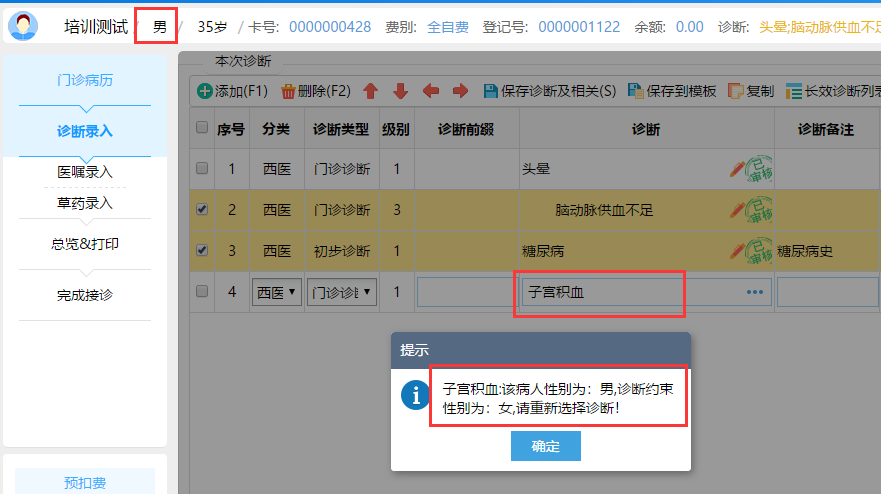 培训测试 / 男 / 35岁 / 卡号: 0000000428 费别: 全自费 登记号: 0000001122 余额: 0.00 诊断: 头晕;脑动脉供血不足
门诊病历
诊断录入
医嘱录入
草药录入
总览&打印
完成接诊
预扣费
本次诊断
添加(F1) 删除(F2) 保存诊断及相关(S) 保存到模板 复制 长效诊断列表
序号 分类 诊断类型 级别 诊断前缀 诊断 诊断备注
1 西医 门诊诊断 1 头晕 已审核
2 西医 门诊诊断 3 脑动脉供血不足 已审核
3 西医 初步诊断 1 糖尿病 已审核 糖尿病史
4 西医 门诊诊 1 子宫积血
提示
子宫积血:该病人性别为：男,诊断约束
性别为：女,请重新选择诊断!
确定